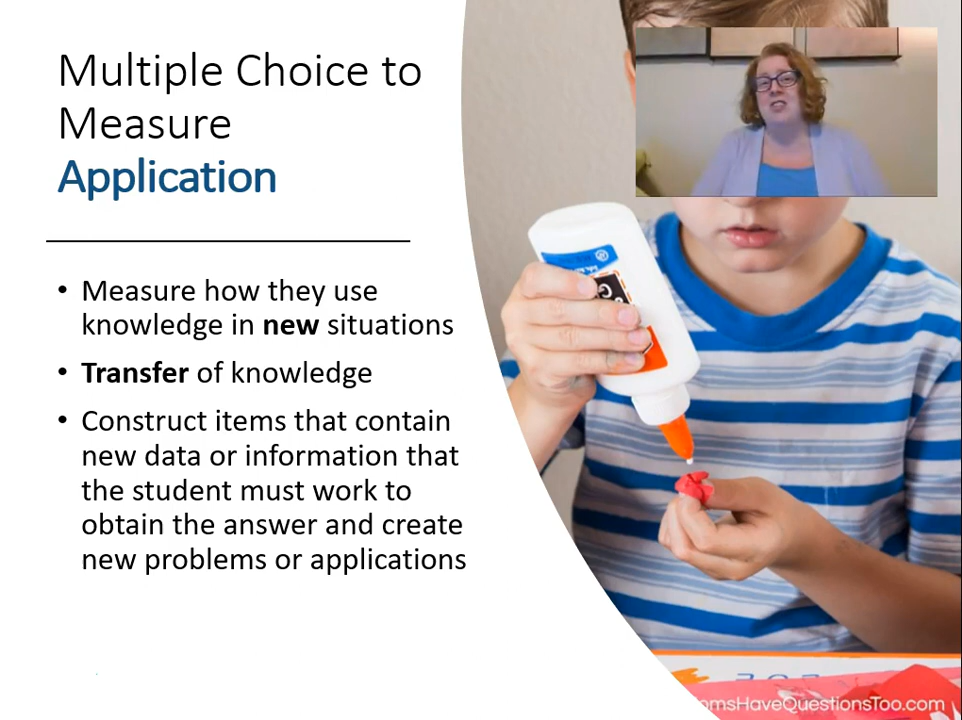 Multiple Choice to
Measure
Application
• Measure how they use
knowledge in new situations
• Transfer of knowledge
• Construct items that contain
new data or information that
the student must work to
obtain the answer and create
new problems or applications
omsHaveQuestionsToo.com